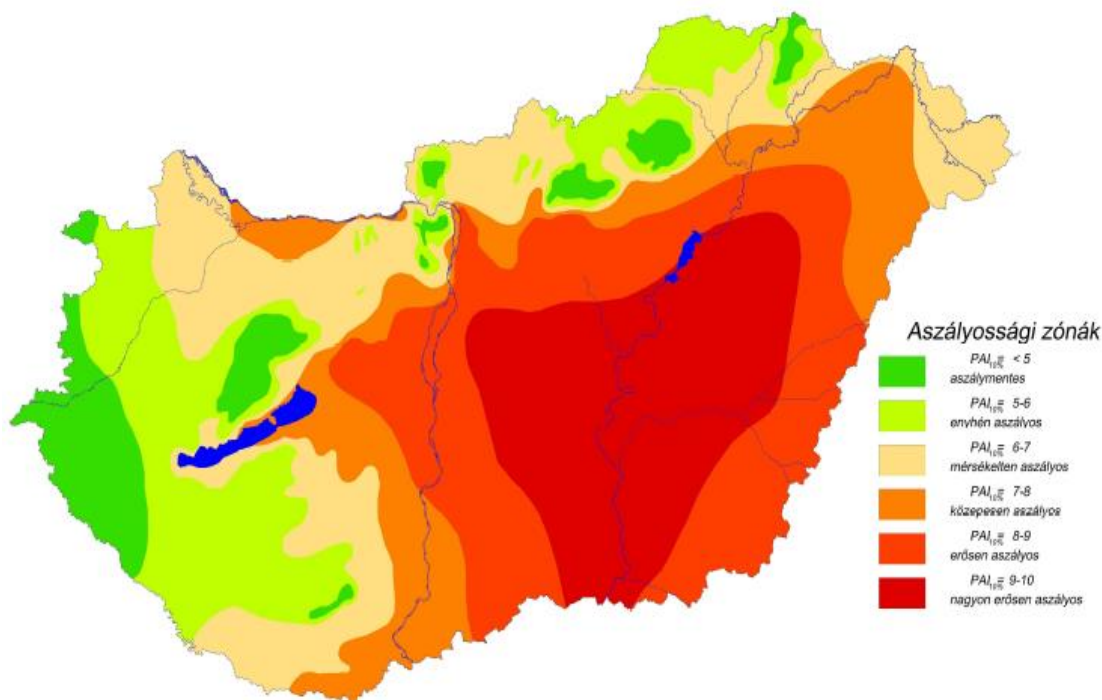 Aszályossági zónák
PAI10%= < 5
aszálymentes
PAI10%= 5-6
enyhén aszályos
PAI10%= 6-7
mérsékelten aszályos
PAI10%= 7-8
közepesen aszályos
PAI10%= 8-9
erősen aszályos
PAI10%= 9-10
nagyon erősen aszályos